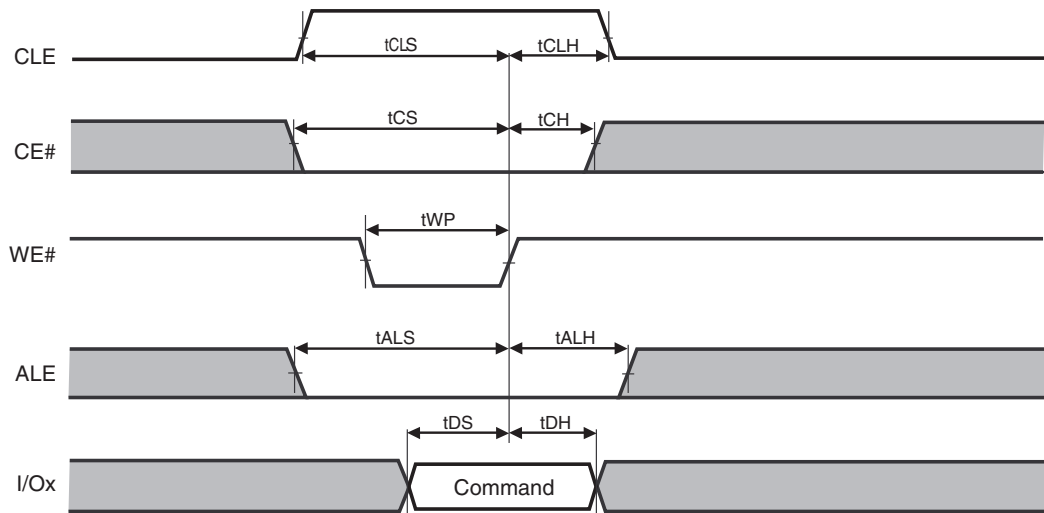 CLE
tCLS
tCLH
CE#
tCS
tCH
WE#
tWP
ALE
tALS
tALH
tDS
tDH
I/Ox
Command